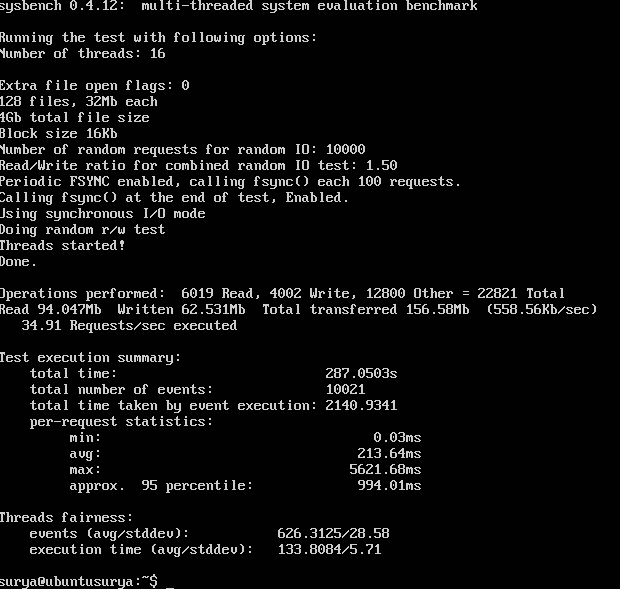 sysbench 0.4.12:  multi-threaded system evaluation benchmark
Running the test with following options:
Number of threads: 16
Extra file open flags: 0
128 files, 32Mb each
4Gb total file size
Block size 16Kb
Number of random requests for random IO: 10000
Read/Write ratio for combined random IO test: 1.50
Periodic FSYNC enabled, calling fsync() each 100 requests.
Calling fsync() at the end of test, Enabled.
Using synchronous I/O mode
Doing random r/w test
Threads started!
Done.
Operations performed:  6019 Read, 4002 Write, 12800 Other = 22821 Total
Read 94.047Mb  Written 62.531Mb  Total transferred 156.58Mb  (558.56Kb/sec)
   34.91 Requests/sec executed
Test execution summary:
    total time:                          287.0503s
    total number of events:              10021
    total time taken by event execution: 2140.9341
    per-request statistics:
         min:                                  0.03ms
         avg:                                213.64ms
         max:                               5621.68ms
         approx.  95 percentile:             994.01ms
Threads fairness:
    events (avg/stddev):           626.3125/28.58
    execution time (avg/stddev):   133.8084/5.71
surya@ubuntusurya:~$ _